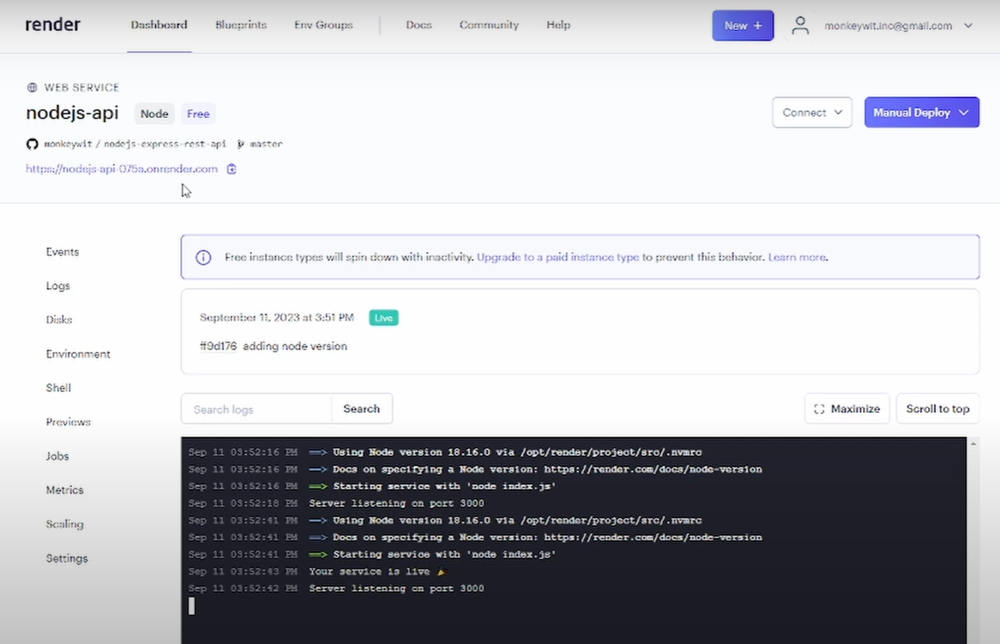 render Dashboard Blueprints Env Groups Docs Community Help New + monkeywit.inc@gmail.com
WEB SERVICE
nodejs-api Node Free Connect Manual Deploy
monkeywit / nodejs-express-rest-api master
https://nodejs-api-075a.onrender.com
Events
Logs
Disks
Environment
Shell
Previews
Jobs
Metrics
Scaling
Settings
Free instance types will spin down with inactivity. Upgrade to a paid instance type to prevent this behavior. Learn more.
September 11, 2023 at 3:51 PM Live
ff9d176 adding node version
Search logs Search Maximize Scroll to top
Sep 11 03:52:16 PM ==> Using Node version 18.16.0 via /opt/render/project/src/.nvmrc
Sep 11 03:52:16 PM ==> Docs on specifying a Node version: https://render.com/docs/node-version
Sep 11 03:52:16 PM ==> Starting service with 'node index.js'
Sep 11 03:52:18 PM Server listening on port 3000
Sep 11 03:52:41 PM ==> Using Node version 18.16.0 via /opt/render/project/src/.nvmrc
Sep 11 03:52:41 PM ==> Docs on specifying a Node version: https://render.com/docs/node-version
Sep 11 03:52:41 PM ==> Starting service with 'node index.js'
Sep 11 03:52:43 PM Your service is live 🎉
Sep 11 03:52:42 PM Server listening on port 3000